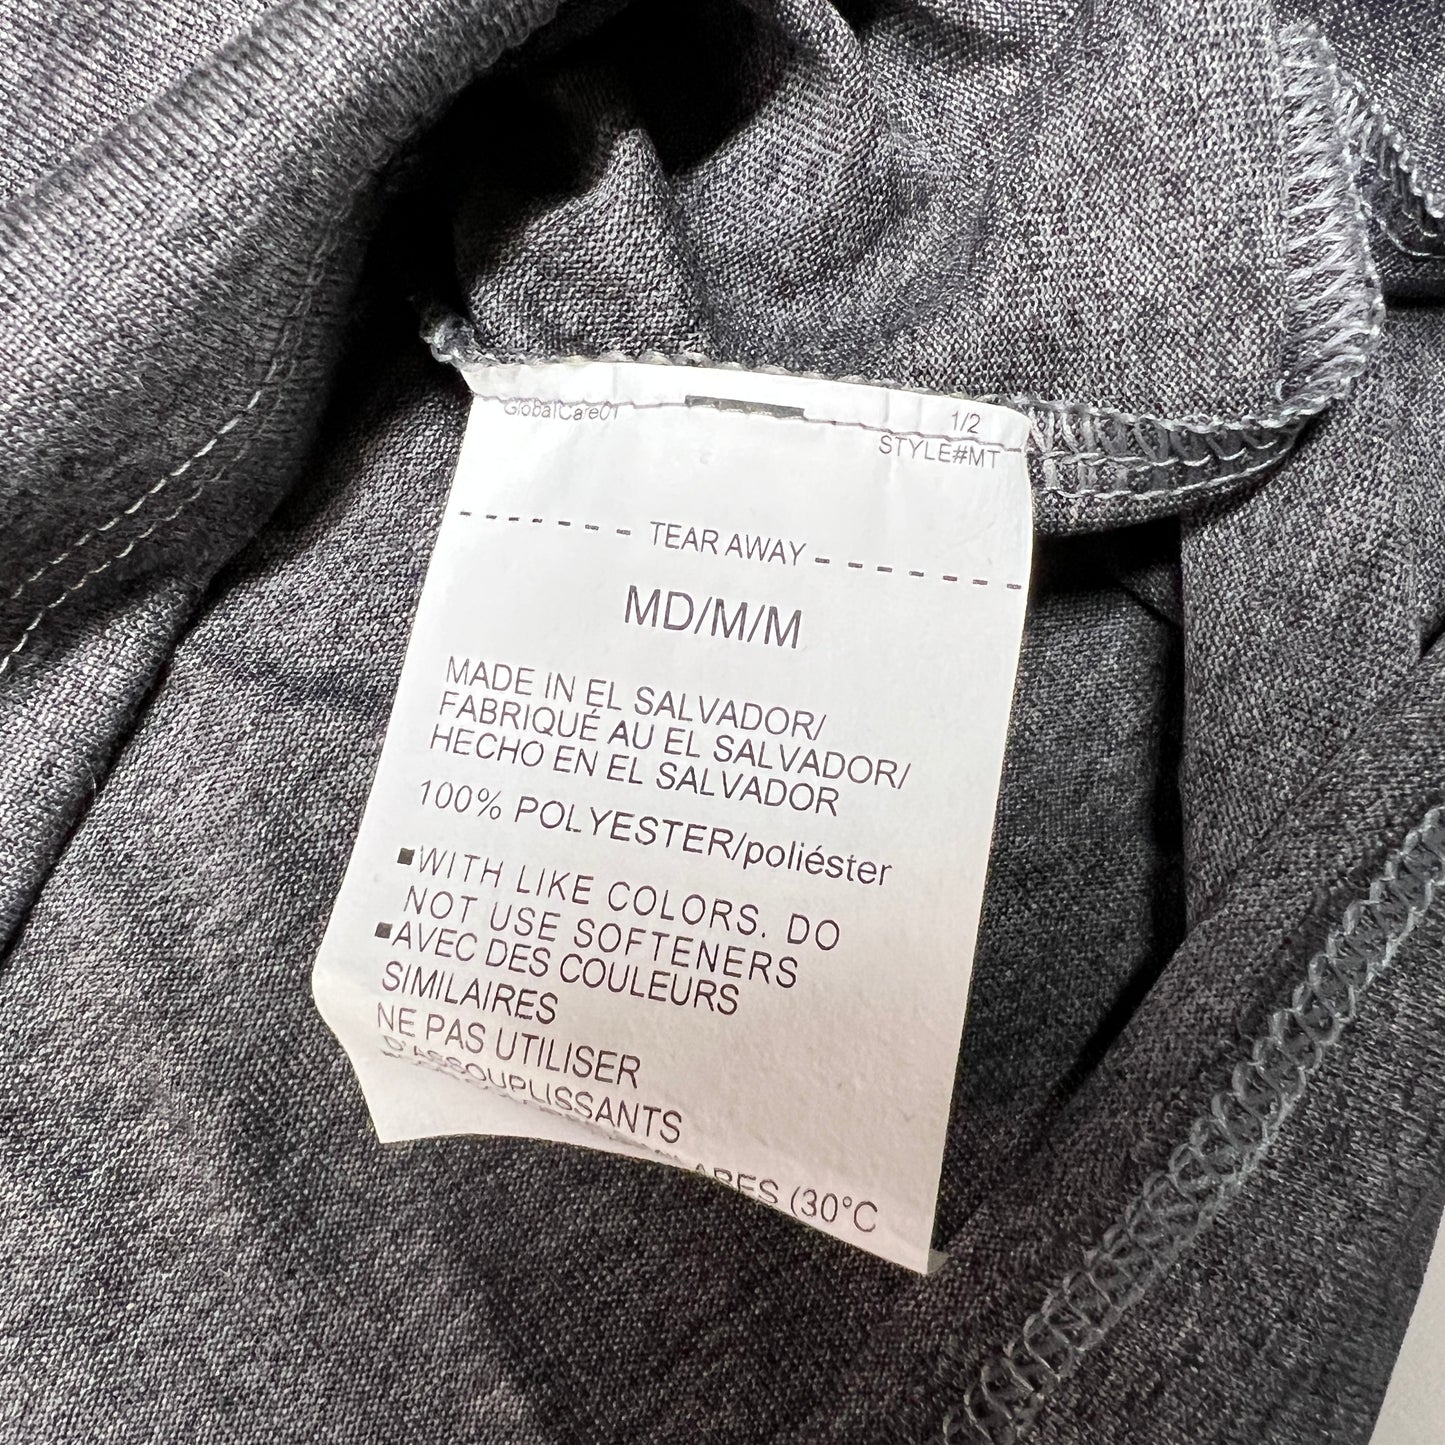 GlobalCare01
1/2
STYLE#MT
TEAR AWAY
MD/M/M
MADE IN EL SALVADOR/
FABRIQUÉ AU EL SALVADOR/
HECHO EN EL SALVADOR
100% POLYESTER/poliéster
▪WITH LIKE COLORS. DO
NOT USE SOFTENERS
▪AVEC DES COULEURS
SIMILAIRES
NE PAS UTILISER
D'ASSOUPLISSANTS
(30°C